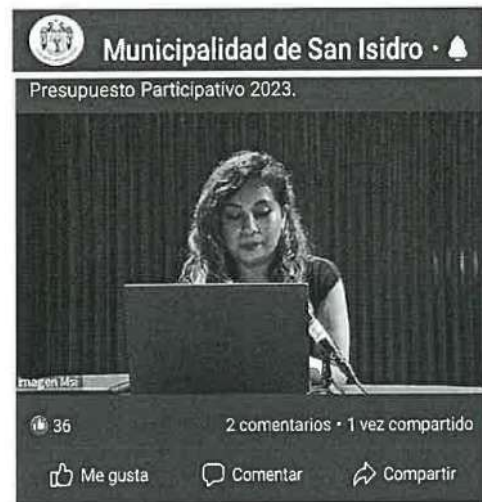 Municipalidad de San Isidro ·
Presupuesto Participativo 2023.
Imagen Msi
36
2 comentarios • 1 vez compartido
Me gusta
Comentar
Compartir